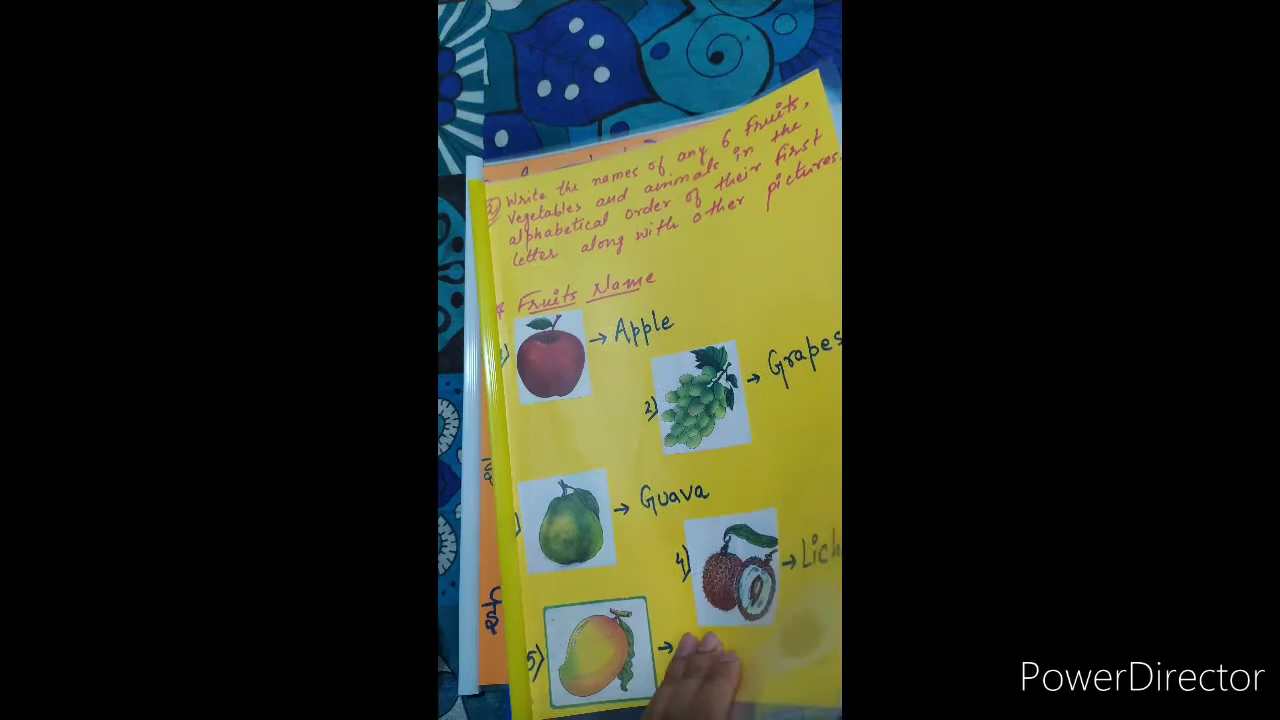 Write the names of any 6 fruits,
Vegetables and animals in the
alphabetical order of their first
letter along with other pictures.
Fruits Name
→ Apple
2) → Grapes
→ Guava
4) → Lich
5) →
PowerDirector